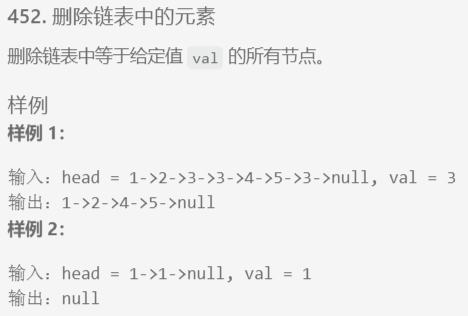 452. 删除链表中的元素
删除链表中等于给定值 val 的所有节点。
样例
样例 1：
输入：head = 1->2->3->3->4->5->3->null, val = 3
输出：1->2->4->5->null
样例 2：
输入：head = 1->1->null, val = 1
输出：null